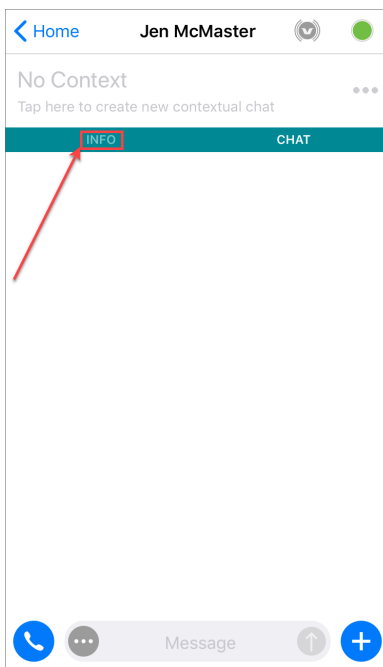 Home Jen McMaster
No Context
Tap here to create new contextual chat
INFO CHAT
Message